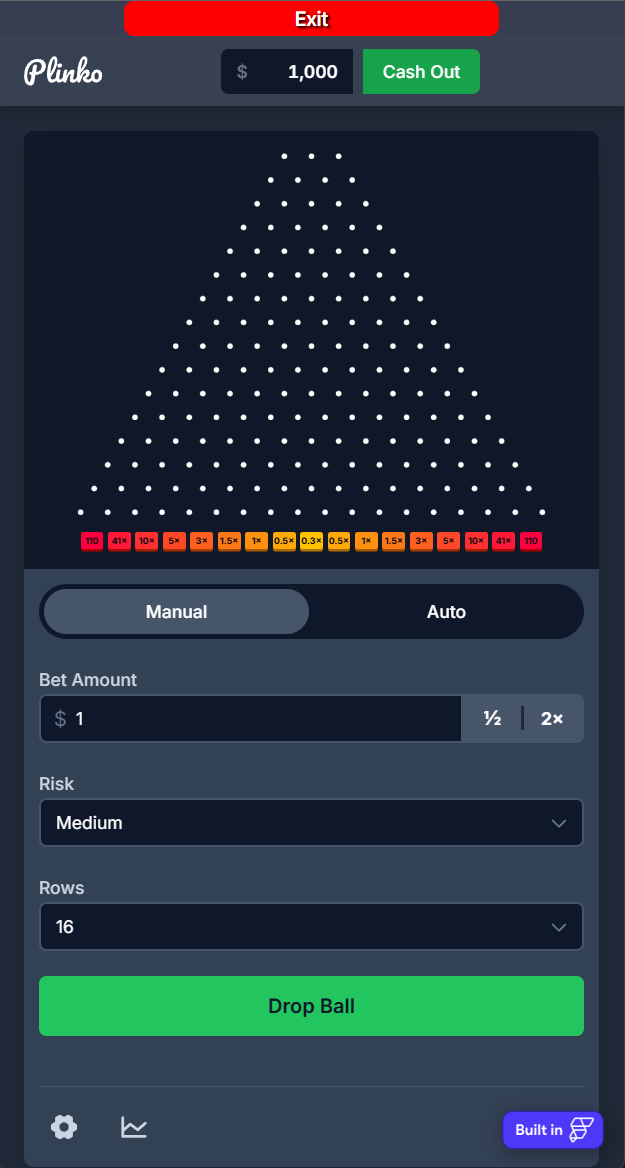 Exit
Plinko
$ 1,000 Cash Out
110 41× 10× 5× 3× 1.5× 1× 0.5× 0.3× 0.5× 1× 1.5× 3× 5× 10× 41× 110
Manual Auto
Bet Amount
$ 1 ½ 2×
Risk
Medium
Rows
16
Drop Ball
Built in